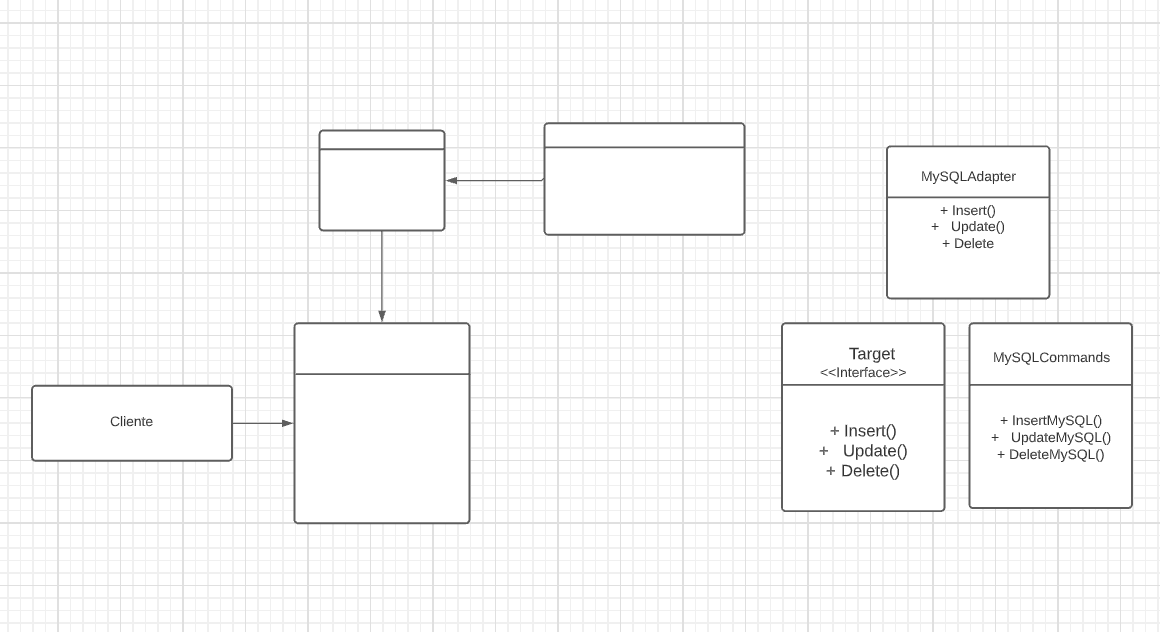 MySQLAdapter
+ Insert()
+ Update()
+ Delete
Target
<<Interface>>
+ Insert()
+ Update()
+ Delete()
MySQLCommands
+ InsertMySQL()
+ UpdateMySQL()
+ DeleteMySQL()
Cliente